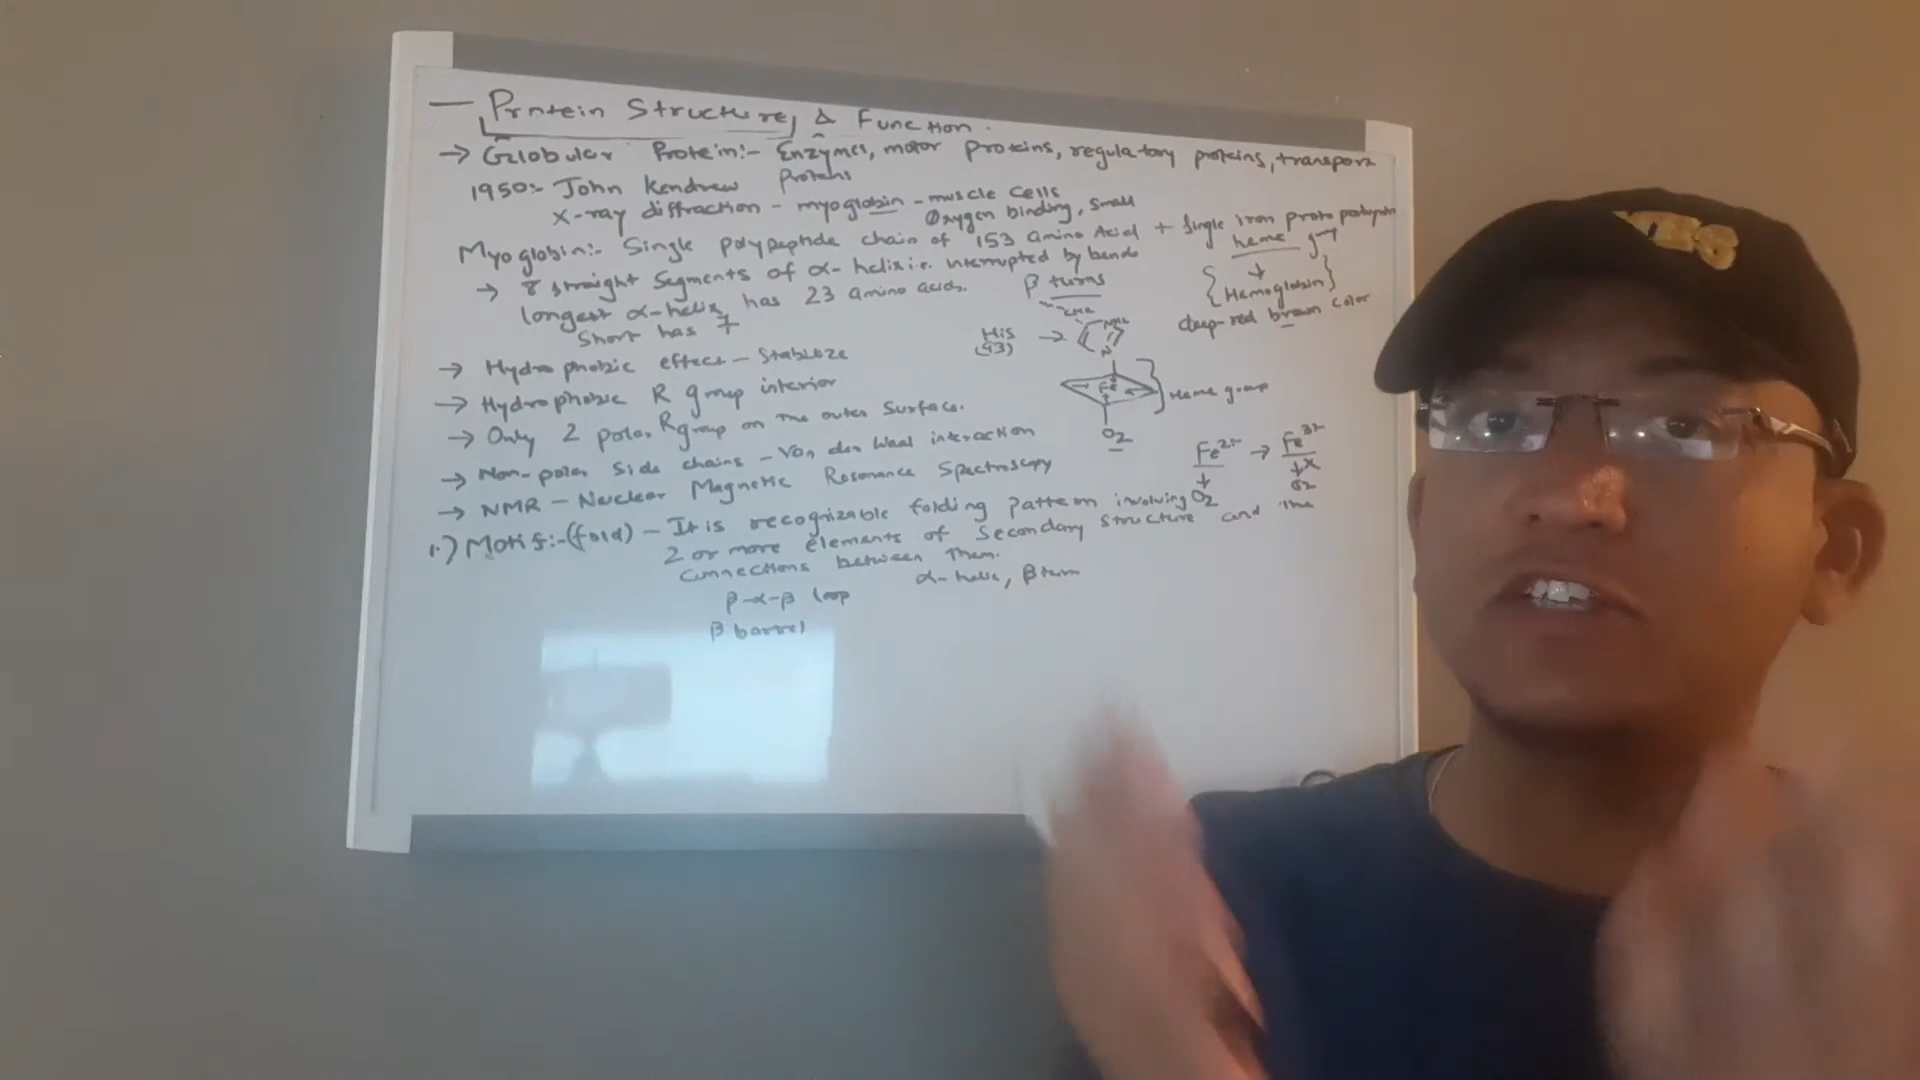 — Protein Structure & Function.
→ Globular Protein:- Enzymes, motor proteins, regulatory proteins, transport
Proteins
1950:- John Kendrew
X-ray diffraction - myoglobin - muscle cells
Oxygen binding, small
Myoglobin:- Single polypeptide chain of 153 amino Acid + single iron
heme
{Hemoglobin}
deep-red brown color
→ 8 straight segments of α-helix i.e. interrupted by bends
β turns
longest α-helix has 23 amino acids.
Short has 7
His →
(93)
N
Fe
Heme group
O2
→ Hydrophobic effect - Stabilize
→ Hydrophobic R group interior
→ Only 2 polar R group on the outer surface.
→ Non-polar side chains - Van der Waal interaction
→ NMR - Nuclear Magnetic Resonance Spectroscopy
Fe2+ → Fe3+
O2
x
O2
1.) Motif:-(fold) - It is recognizable folding pattern involving
2 or more elements of secondary structure and the
connections between them.
α-helix, β turn
β-α-β loop
β barrel